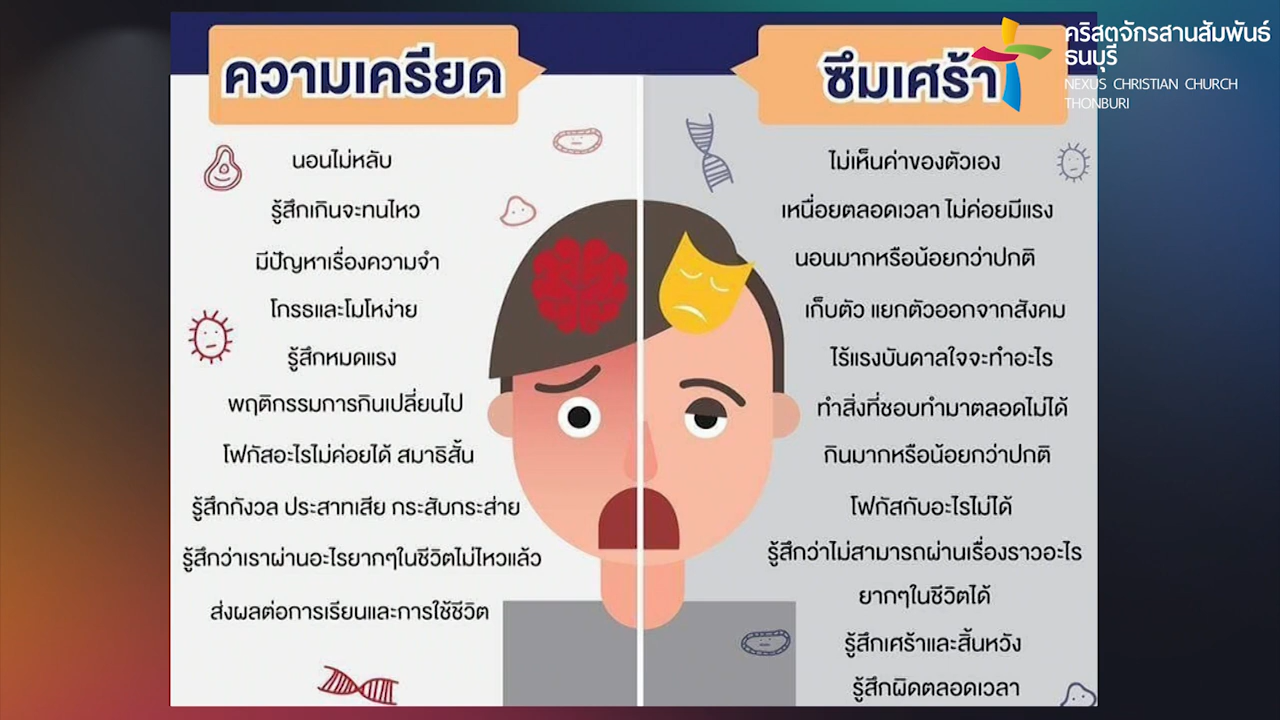 ความเครียด
นอนไม่หลับ
รู้สึกเกินจะทนไหว
มีปัญหาเรื่องความจำ
โกรธและโมโหง่าย
รู้สึกหมดแรง
พฤติกรรมการกินเปลี่ยนไป
โฟกัสอะไรไม่ค่อยได้ สมาธิสั้น
รู้สึกกังวล ประสาทเสีย กระสับกระส่าย
รู้สึกว่าเราผ่านอะไรยากๆในชีวิตไม่ไหวแล้ว
ส่งผลต่อการเรียนและการใช้ชีวิต
ซึมเศร้า
ไม่เห็นค่าของตัวเอง
เหนื่อยตลอดเวลา ไม่ค่อยมีแรง
นอนมากหรือน้อยกว่าปกติ
เก็บตัว แยกตัวออกจากสังคม
ไร้แรงบันดาลใจจะทำอะไร
ทำสิ่งที่ชอบทำมาตลอดไม่ได้
กินมากหรือน้อยกว่าปกติ
โฟกัสกับอะไรไม่ได้
รู้สึกว่าไม่สามารถผ่านเรื่องราวอะไร
ยากๆในชีวิตได้
รู้สึกเศร้าและสิ้นหวัง
รู้สึกผิดตลอดเวลา
คริสตจักรสานสัมพันธ์
ธนบุรี
NEXUS CHRISTIAN CHURCH
THONBURI